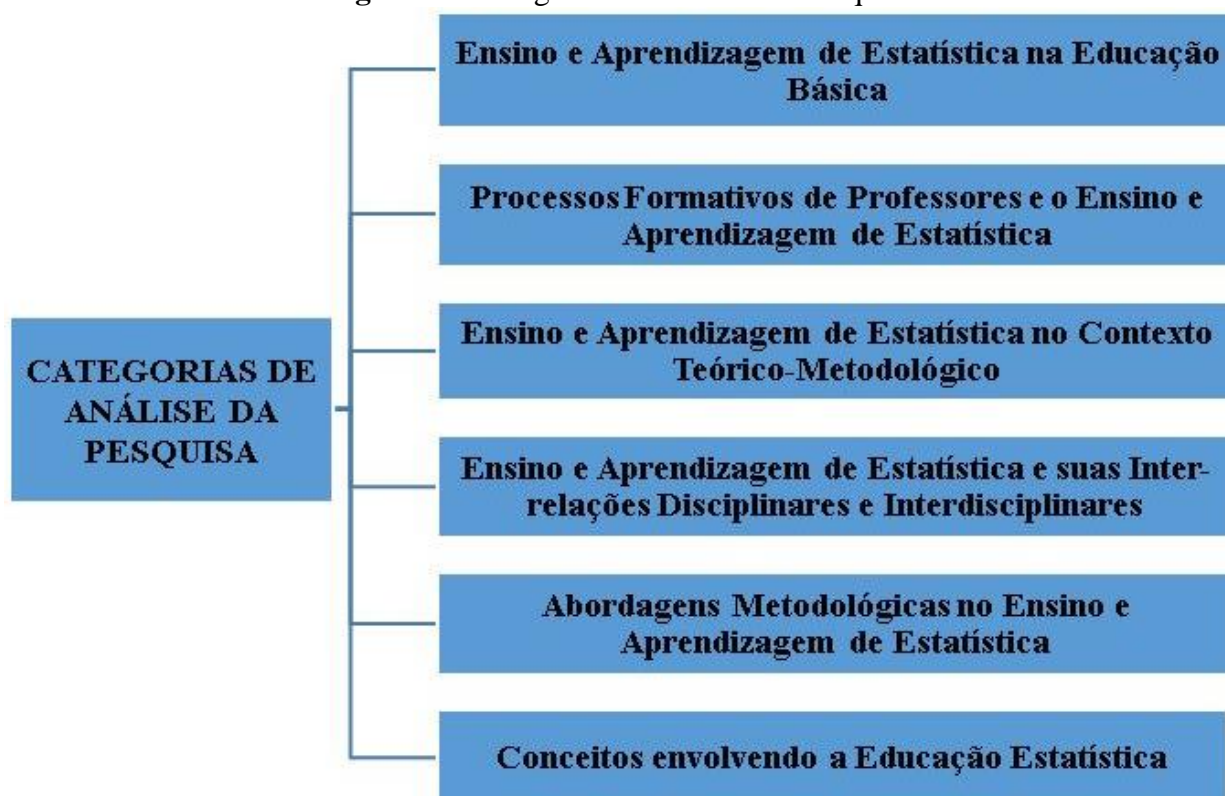 Ensino e Aprendizagem de Estatística na Educação
Básica
Processos Formativos de Professores e o Ensino e
Aprendizagem de Estatística
Ensino e Aprendizagem de Estatística no Contexto
Teórico-Metodológico
CATEGORIAS DE
ANÁLISE DA
PESQUISA
Ensino e Aprendizagem de Estatística e suas Inter-
relações Disciplinares e Interdisciplinares
Abordagens Metodológicas no Ensino e
Aprendizagem de Estatística
Conceitos envolvendo a Educação Estatística